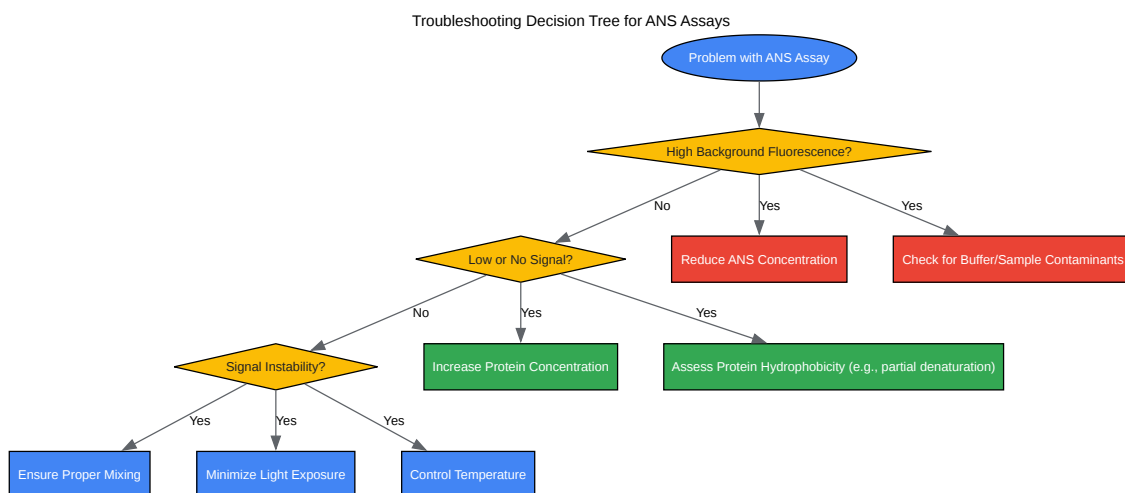 Troubleshooting Decision Tree for ANS Assays
Problem with ANS Assay
High Background Fluorescence?
No
Yes
Yes
Low or No Signal?
Reduce ANS Concentration
Check for Buffer/Sample Contaminants
No
Yes
Yes
Signal Instability?
Increase Protein Concentration
Assess Protein Hydrophobicity (e.g., partial denaturation)
Yes
Yes
Yes
Ensure Proper Mixing
Minimize Light Exposure
Control Temperature